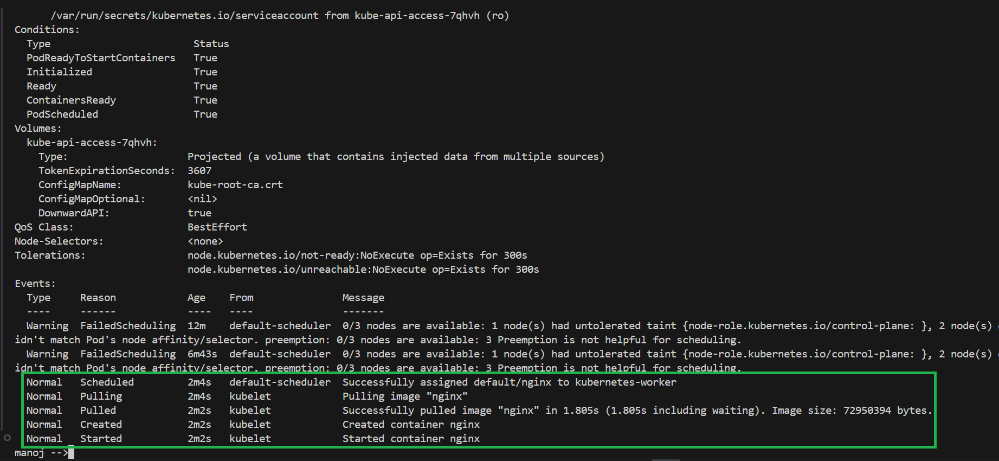 /var/run/secrets/kubernetes.io/serviceaccount from kube-api-access-7qhvh (ro)
Conditions:
Type Status
PodReadyToStartContainers True
Initialized True
Ready True
ContainersReady True
PodScheduled True
Volumes:
kube-api-access-7qhvh:
Type: Projected (a volume that contains injected data from multiple sources)
TokenExpirationSeconds: 3607
ConfigMapName: kube-root-ca.crt
ConfigMapOptional: <nil>
DownwardAPI: true
QoS Class: BestEffort
Node-Selectors: <none>
Tolerations: node.kubernetes.io/not-ready:NoExecute op=Exists for 300s
node.kubernetes.io/unreachable:NoExecute op=Exists for 300s
Events:
Type Reason Age From Message
---- ------ ---- ---- -------
Warning FailedScheduling 12m default-scheduler 0/3 nodes are available: 1 node(s) had untolerated taint {node-role.kubernetes.io/control-plane: }, 2 node(s)
idn't match Pod's node affinity/selector. preemption: 0/3 nodes are available: 3 Preemption is not helpful for scheduling.
Warning FailedScheduling 6m43s default-scheduler 0/3 nodes are available: 1 node(s) had untolerated taint {node-role.kubernetes.io/control-plane: }, 2 node(s)
idn't match Pod's node affinity/selector. preemption: 0/3 nodes are available: 3 Preemption is not helpful for scheduling.
Normal Scheduled 2m4s default-scheduler Successfully assigned default/nginx to kubernetes-worker
Normal Pulling 2m4s kubelet Pulling image "nginx"
Normal Pulled 2m2s kubelet Successfully pulled image "nginx" in 1.805s (1.805s including waiting). Image size: 72950394 bytes.
Normal Created 2m2s kubelet Created container nginx
Normal Started 2m2s kubelet Started container nginx
manoj -->